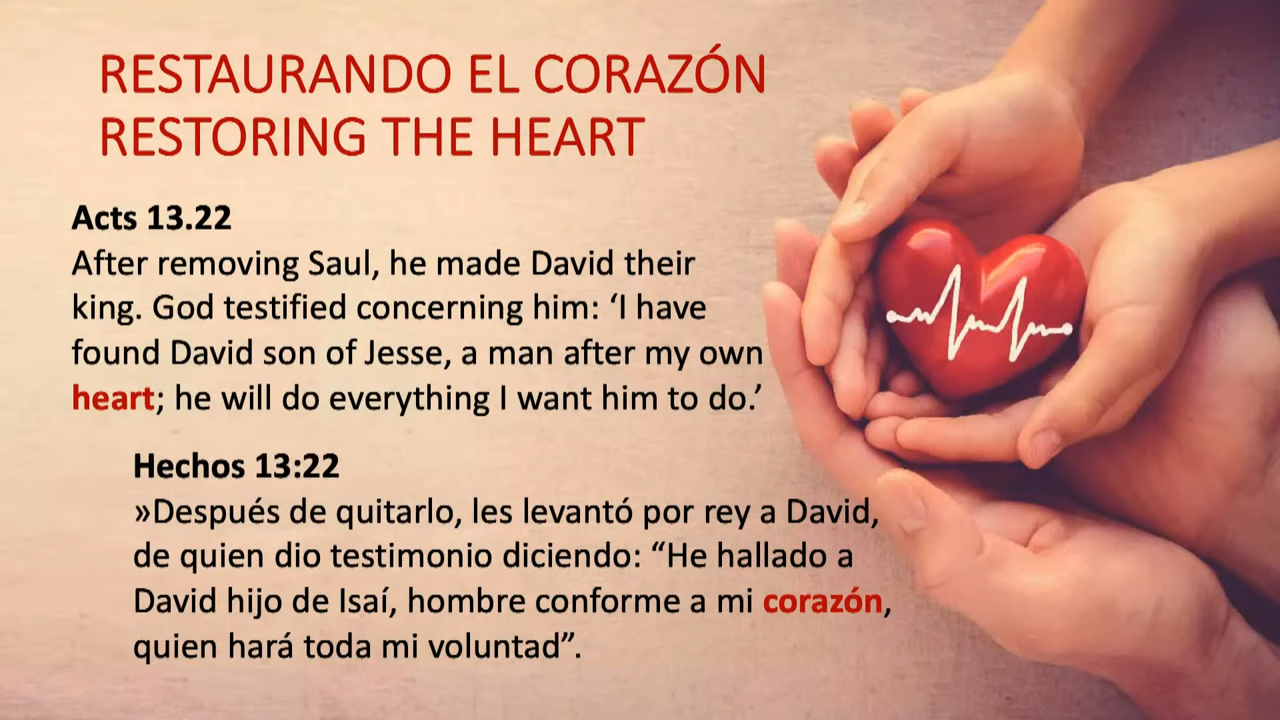 RESTAURANDO EL CORAZÓN
RESTORING THE HEART
Acts 13.22
After removing Saul, he made David their
king. God testified concerning him: ‘I have
found David son of Jesse, a man after my own
heart; he will do everything I want him to do.’
Hechos 13:22
»Después de quitarlo, les levantó por rey a David,
de quien dio testimonio diciendo: “He hallado a
David hijo de Isaí, hombre conforme a mi corazón,
quien hará toda mi voluntad”.